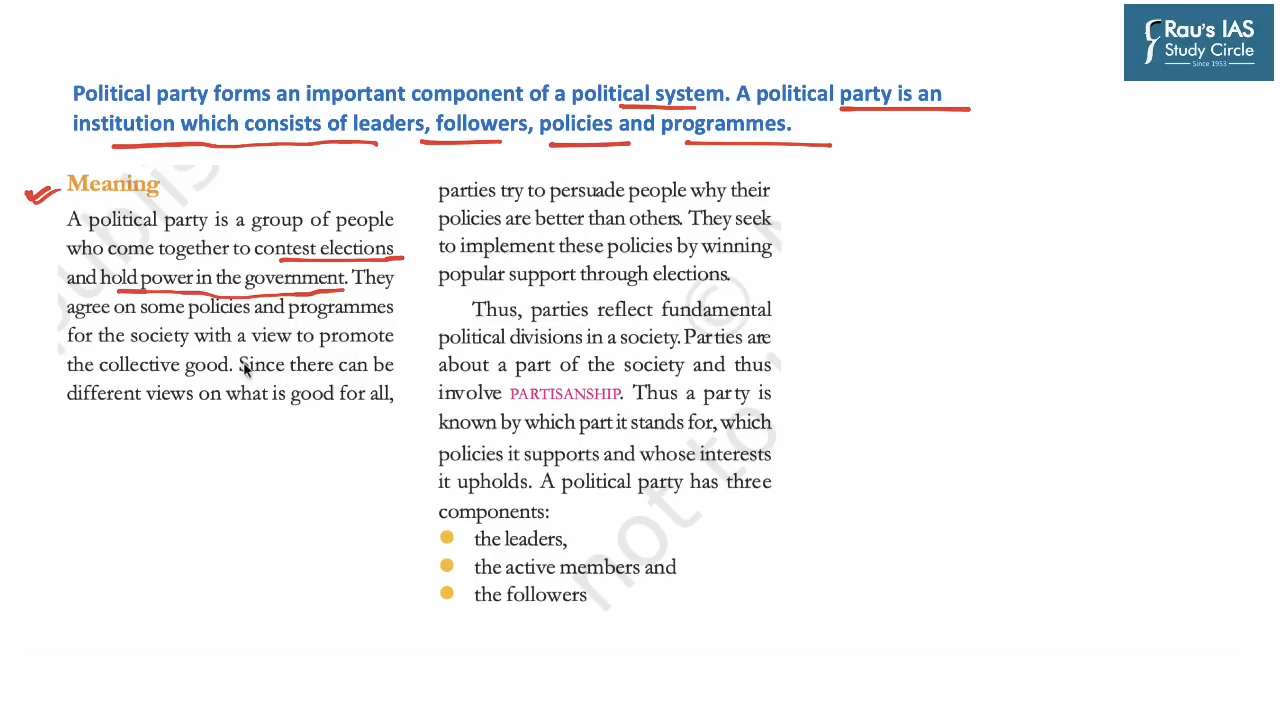 Rau's IAS
Study Circle
Since 1953
Political party forms an important component of a political system. A political party is an
institution which consists of leaders, followers, policies and programmes.
Meaning
A political party is a group of people
who come together to contest elections
and hold power in the government. They
agree on some policies and programmes
for the society with a view to promote
the collective good. Since there can be
different views on what is good for all,
parties try to persuade people why their
policies are better than others. They seek
to implement these policies by winning
popular support through elections.
Thus, parties reflect fundamental
political divisions in a society. Parties are
about a part of the society and thus
involve PARTISANSHIP. Thus a party is
known by which part it stands for, which
policies it supports and whose interests
it upholds. A political party has three
components:
the leaders,
the active members and
the followers
©
not to